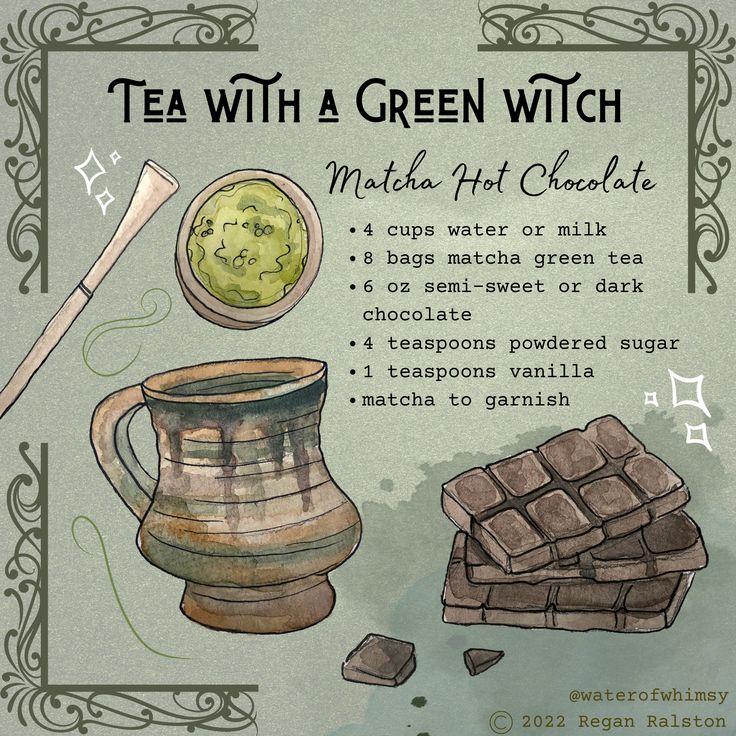 Tea with a Green witch
Matcha Hot Chocolate
• 4 cups water or milk
• 8 bags matcha green tea
• 6 oz semi-sweet or dark
chocolate
• 4 teaspoons powdered sugar
• 1 teaspoons vanilla
• matcha to garnish
@waterofwhimsy
© 2022 Regan Ralston